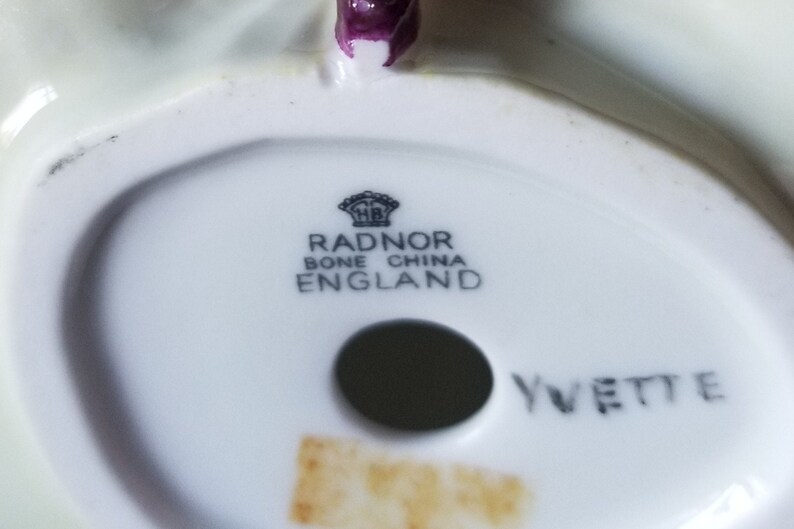 HB
RADNOR
BONE CHINA
ENGLAND
YVETTE